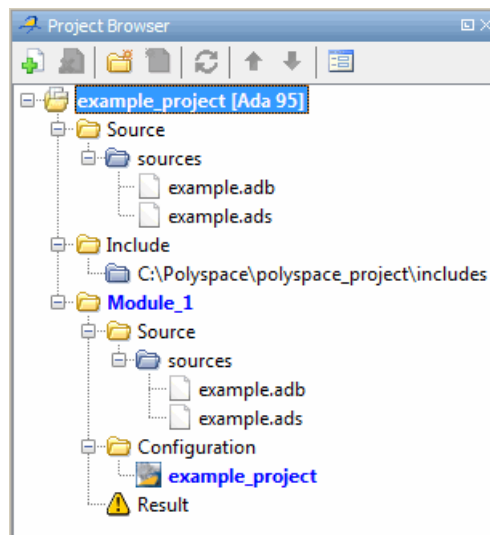 Project Browser
example_project [Ada 95]
Source
sources
example.adb
example.ads
Include
C:\Polyspace\polyspace_project\includes
Module_1
Source
sources
example.adb
example.ads
Configuration
example_project
Result